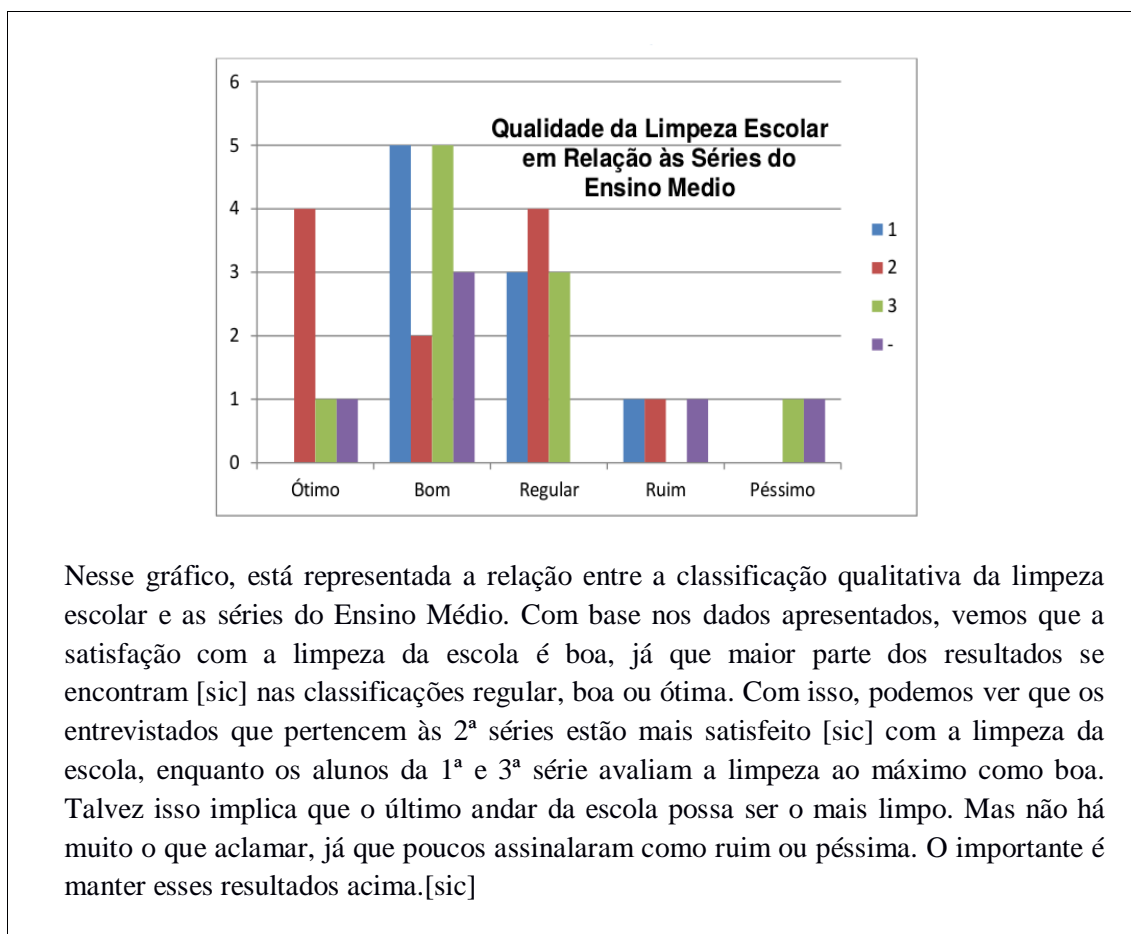 6
Qualidade da Limpeza Escolar
em Relação às Séries do
Ensino Medio
5
4
3
2
1
0
1
2
3
-
Ótimo Bom Regular Ruim Péssimo
Nesse gráfico, está representada a relação entre a classificação qualitativa da limpeza
escolar e as séries do Ensino Médio. Com base nos dados apresentados, vemos que a
satisfação com a limpeza da escola é boa, já que maior parte dos resultados se
encontram [sic] nas classificações regular, boa ou ótima. Com isso, podemos ver que os
entrevistados que pertencem às 2ª séries estão mais satisfeito [sic] com a limpeza da
escola, enquanto os alunos da 1ª e 3ª série avaliam a limpeza ao máximo como boa.
Talvez isso implica que o último andar da escola possa ser o mais limpo. Mas não há
muito o que aclamar, já que poucos assinalaram como ruim ou péssima. O importante é
manter esses resultados acima.[sic]